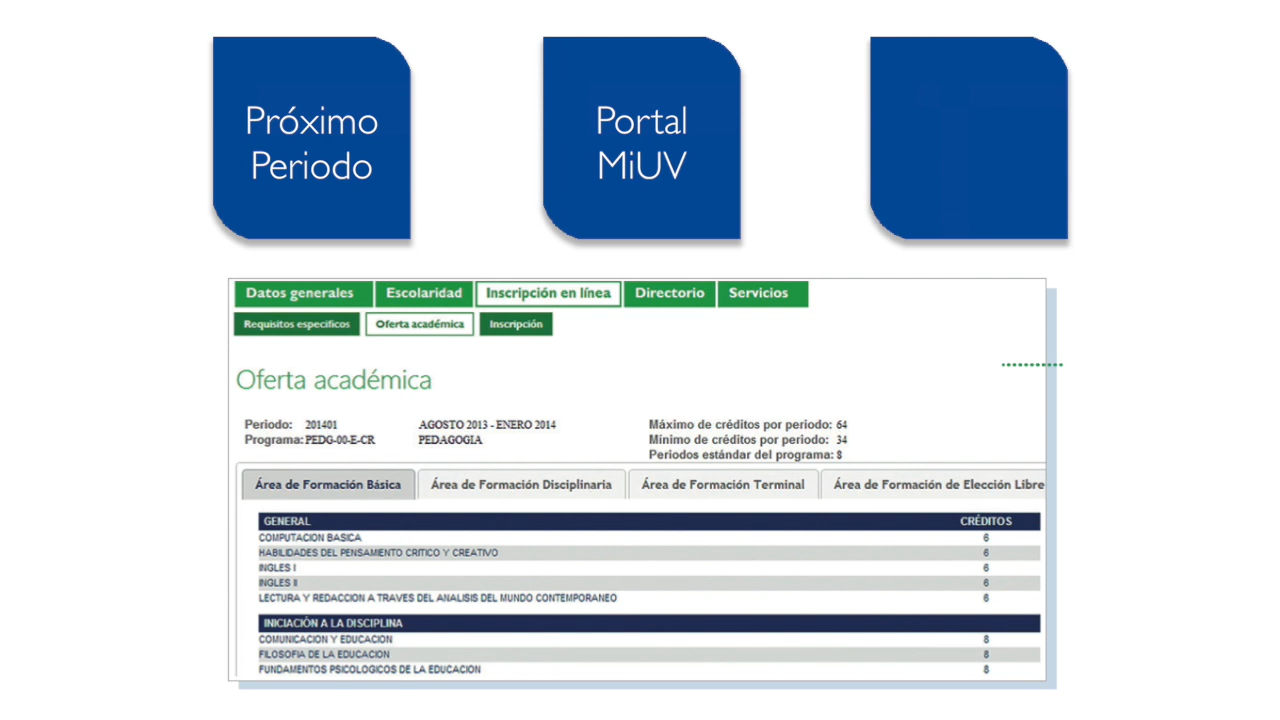 Próximo
Periodo
Portal
MiUV
Datos generales Escolaridad Inscripción en línea Directorio Servicios
Requisitos especificos Oferta académica Inscripción
Oferta académica
Periodo: 201401 AGOSTO 2013 - ENERO 2014 Máximo de créditos por periodo: 64
Programa: PEDG-00-E-CR PEDAGOGIA Mínimo de créditos por periodo: 34
Periodos estándar del programa: 8
Área de Formación Básica Área de Formación Disciplinaria Área de Formación Terminal Área de Formación de Elección Libre
GENERAL CRÉDITOS
COMPUTACION BASICA 6
HABILIDADES DEL PENSAMIENTO CRITICO Y CREATIVO 6
INGLES I 6
INGLES II 6
LECTURA Y REDACCION A TRAVES DEL ANALISIS DEL MUNDO CONTEMPORANEO 6
INICIACIÓN A LA DISCIPLINA
COMUNICACION Y EDUCACION 8
FILOSOFIA DE LA EDUCACION 8
FUNDAMENTOS PSICOLOGICOS DE LA EDUCACION 8